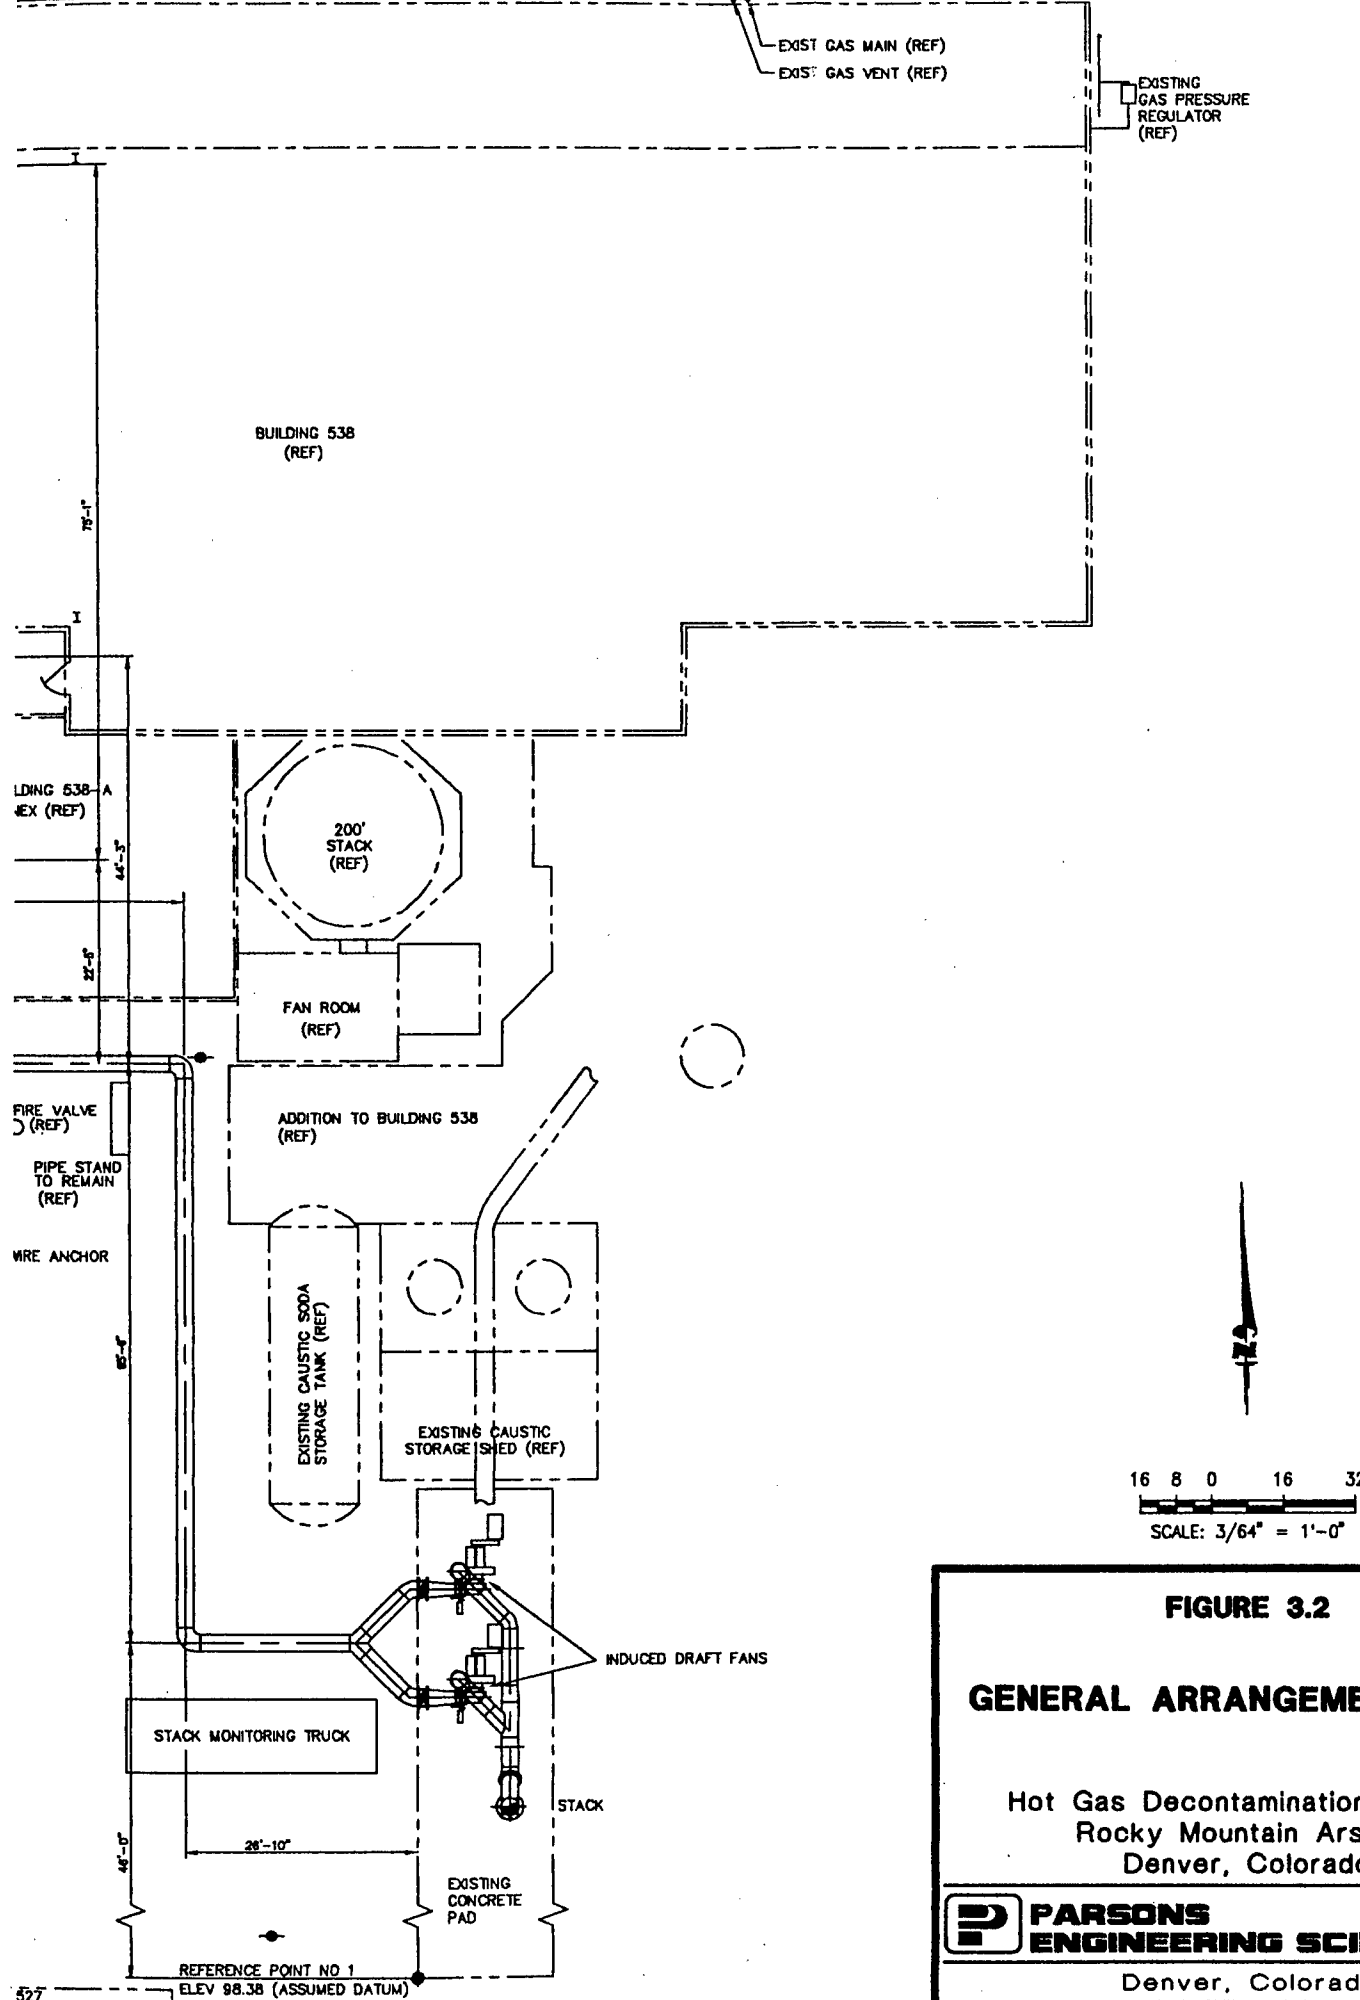 EXIST GAS MAIN (REF)
EXIST GAS VENT (REF)
EXISTING
GAS PRESSURE
REGULATOR
(REF)
I
BUILDING 538
(REF)
75'-1"
I
LDING 538-A
NEX (REF)
44'-3"
200'
STACK
(REF)
FAN ROOM
(REF)
FIRE VALVE
(REF)
PIPE STAND
TO REMAIN
(REF)
ADDITION TO BUILDING 538
(REF)
WIRE ANCHOR
EXISTING CAUSTIC SODA
STORAGE TANK (REF)
EXISTING CAUSTIC
STORAGE SHED (REF)
16 8 0 16 32
SCALE: 3/64" = 1'-0"
INDUCED DRAFT FANS
STACK MONITORING TRUCK
STACK
46'-0"
26'-10"
EXISTING
CONCRETE
PAD
REFERENCE POINT NO 1
ELEV 98.38 (ASSUMED DATUM)
527
FIGURE 3.2
GENERAL ARRANGEME
Hot Gas Decontamination
Rocky Mountain Ars
Denver, Colorado
PARSONS
ENGINEERING SCI
Denver, Colorad